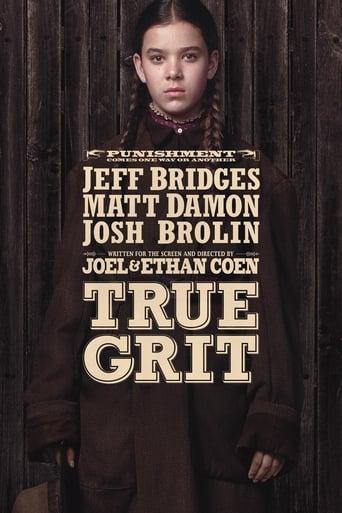 PUNISHMENT
COMES ONE WAY OR ANOTHER
JEFF BRIDGES
MATT DAMON
JOSH BROLIN
WRITTEN FOR THE SCREEN AND DIRECTED BY
JOEL & ETHAN COEN
TRUE
GRIT